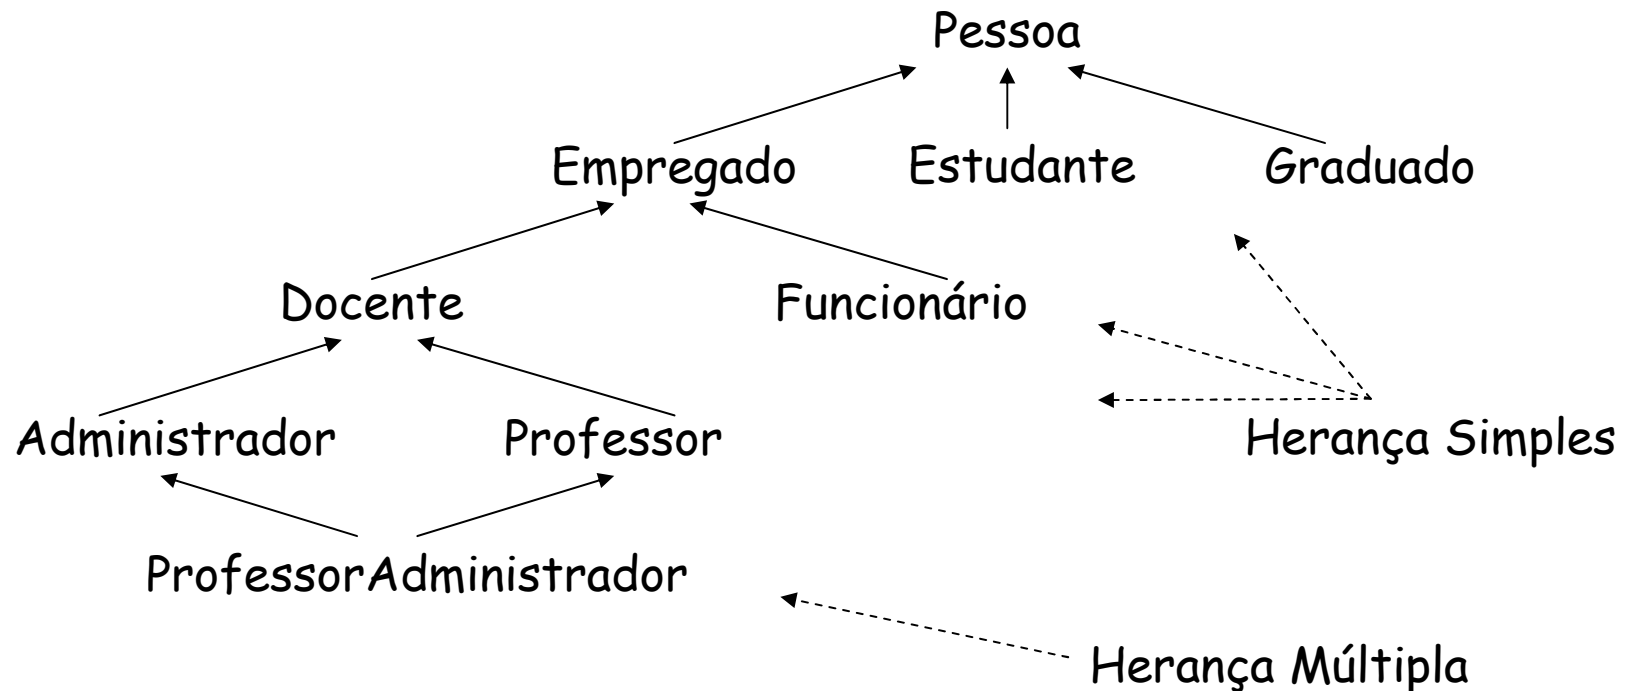 Pessoa
Empregado Estudante Graduado
Docente Funcionário
Administrador Professor Herança Simples
ProfessorAdministrador
Herança Múltipla